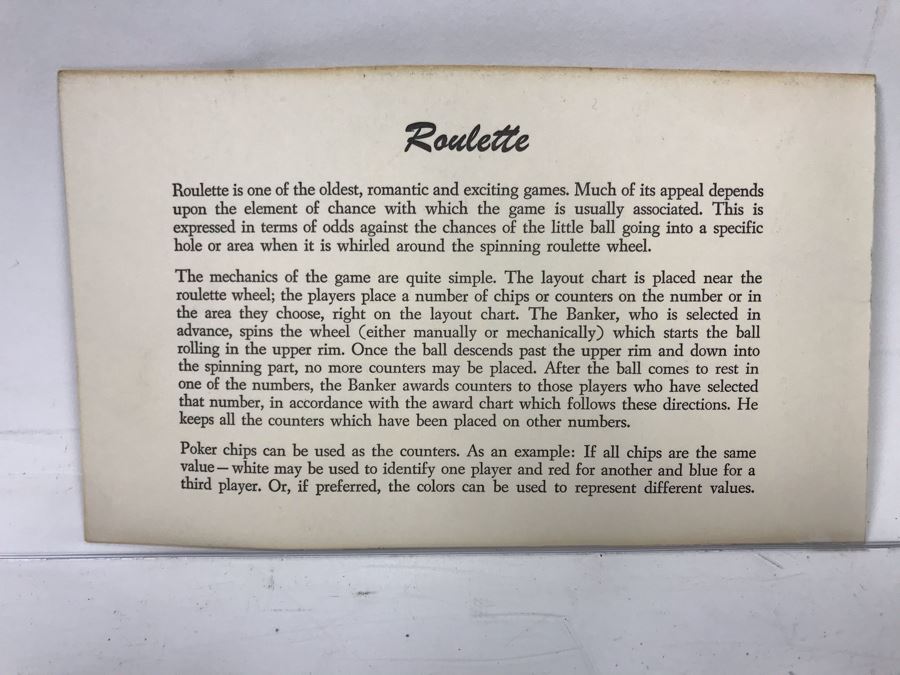 Roulette
Roulette is one of the oldest, romantic and exciting games. Much of its appeal depends
upon the element of chance with which the game is usually associated. This is
expressed in terms of odds against the chances of the little ball going into a specific
hole or area when it is whirled around the spinning roulette wheel.
The mechanics of the game are quite simple. The layout chart is placed near the
roulette wheel; the players place a number of chips or counters on the number or in
the area they choose, right on the layout chart. The Banker, who is selected in
advance, spins the wheel (either manually or mechanically) which starts the ball
rolling in the upper rim. Once the ball descends past the upper rim and down into
the spinning part, no more counters may be placed. After the ball comes to rest in
one of the numbers, the Banker awards counters to those players who have selected
that number, in accordance with the award chart which follows these directions. He
keeps all the counters which have been placed on other numbers.
Poker chips can be used as the counters. As an example: If all chips are the same
value—white may be used to identify one player and red for another and blue for a
third player. Or, if preferred, the colors can be used to represent different values.